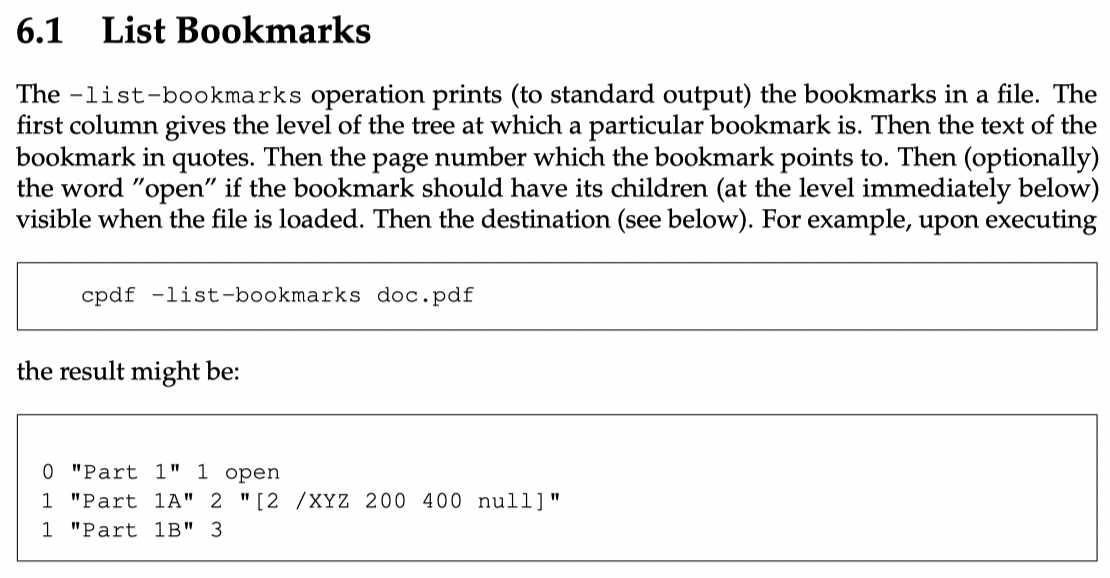 6.1 List Bookmarks
The -list-bookmarks operation prints (to standard output) the bookmarks in a file. The
first column gives the level of the tree at which a particular bookmark is. Then the text of the
bookmark in quotes. Then the page number which the bookmark points to. Then (optionally)
the word ”open” if the bookmark should have its children (at the level immediately below)
visible when the file is loaded. Then the destination (see below). For example, upon executing
cpdf -list-bookmarks doc.pdf
the result might be:
0 "Part 1" 1 open
1 "Part 1A" 2 "[2 /XYZ 200 400 null]"
1 "Part 1B" 3